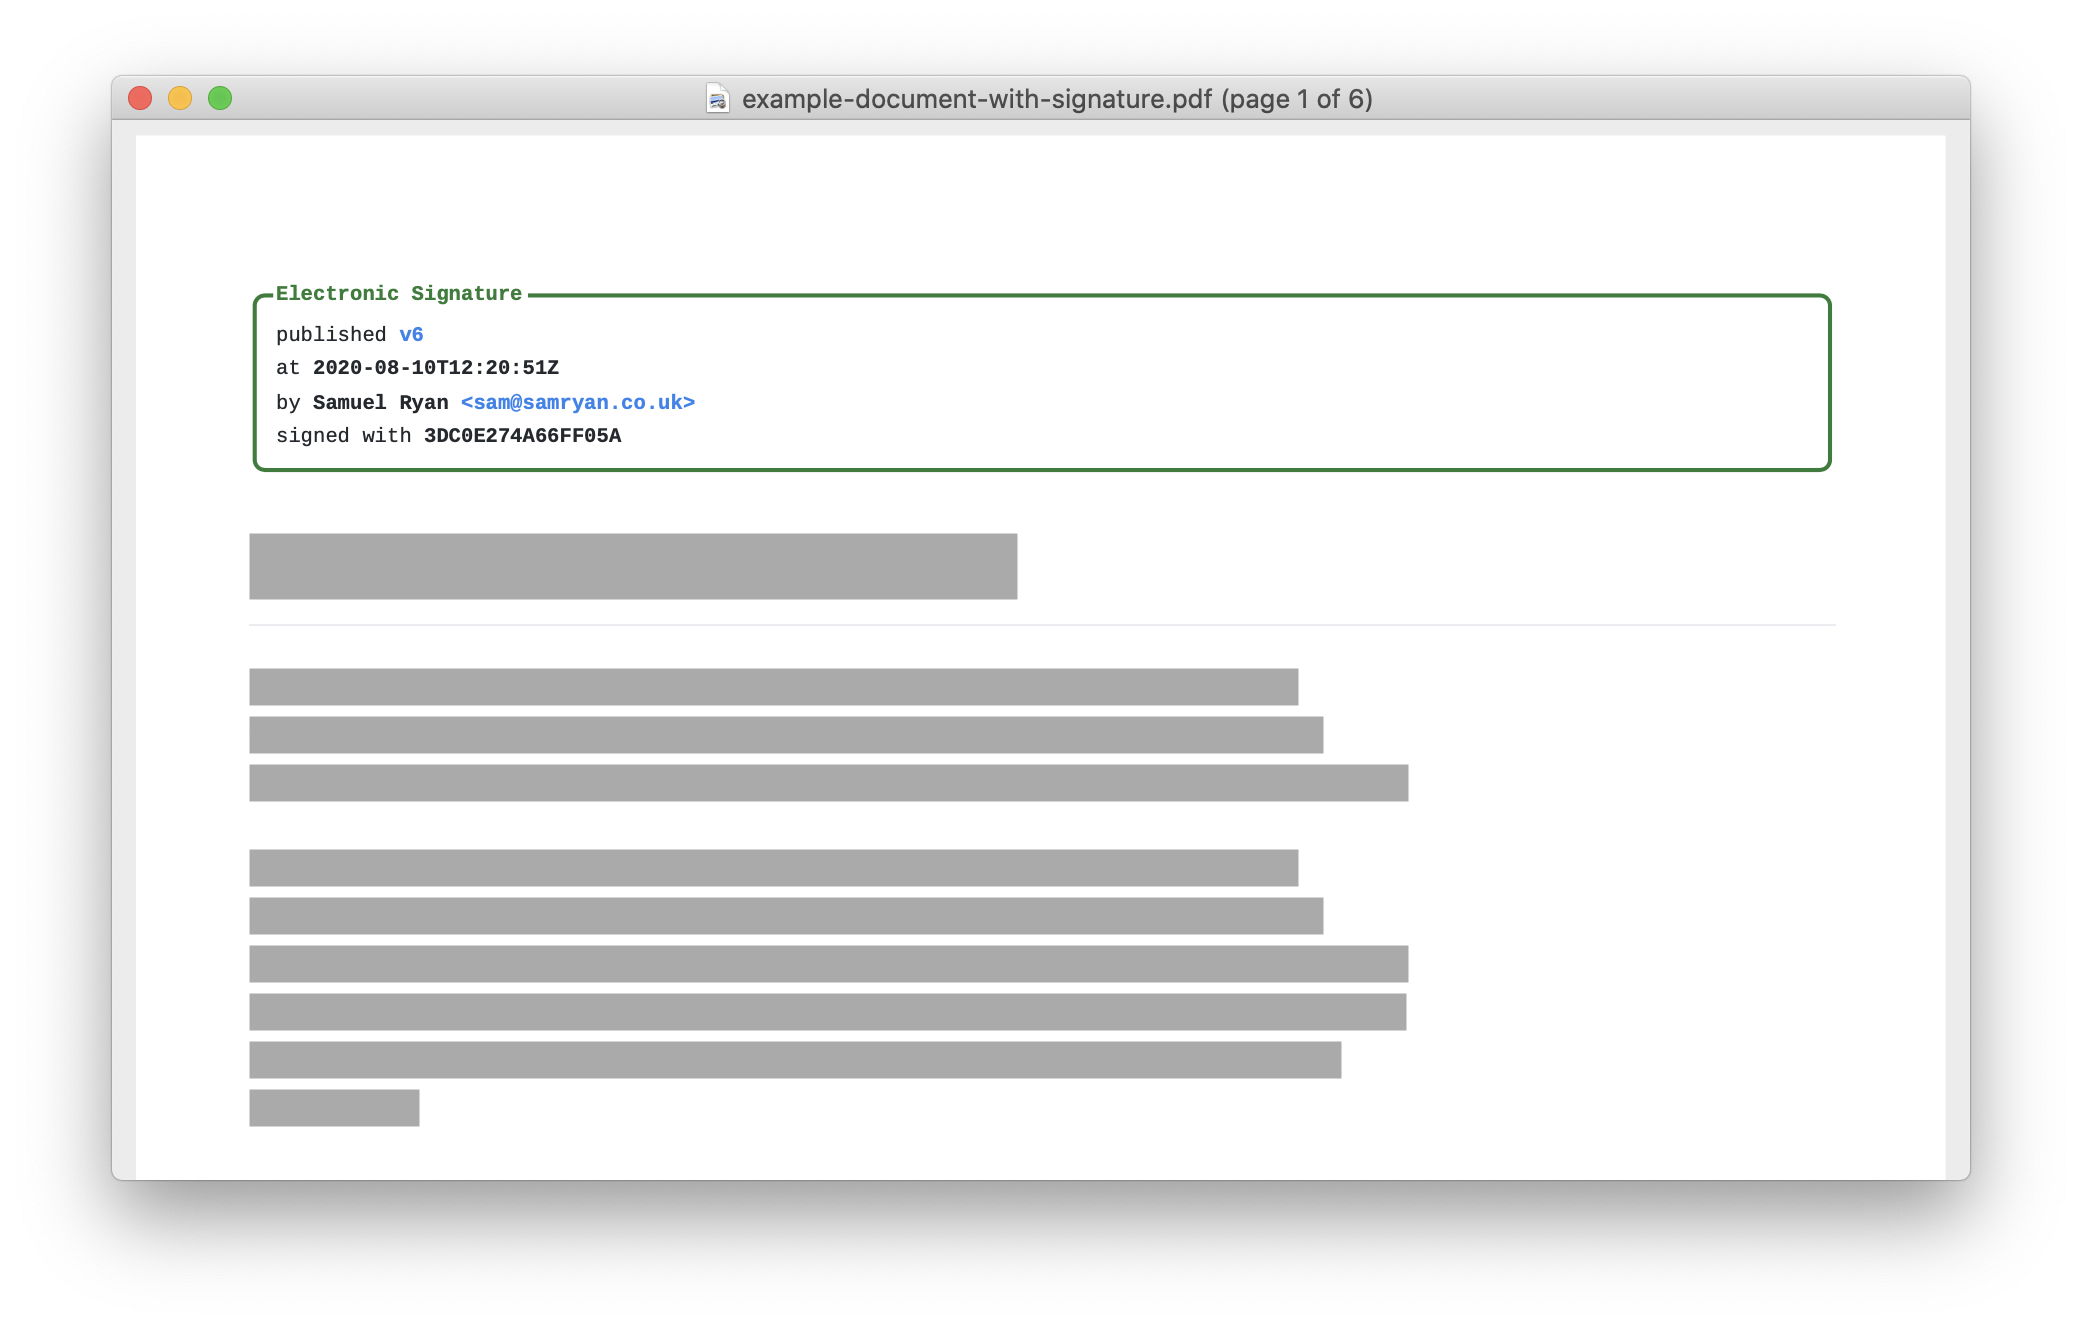 example-document-with-signature.pdf (page 1 of 6)
Electronic Signature
published v6
at 2020-08-10T12:20:51Z
by Samuel Ryan <sam@samryan.co.uk>
signed with 3DC0E274A66FF05A